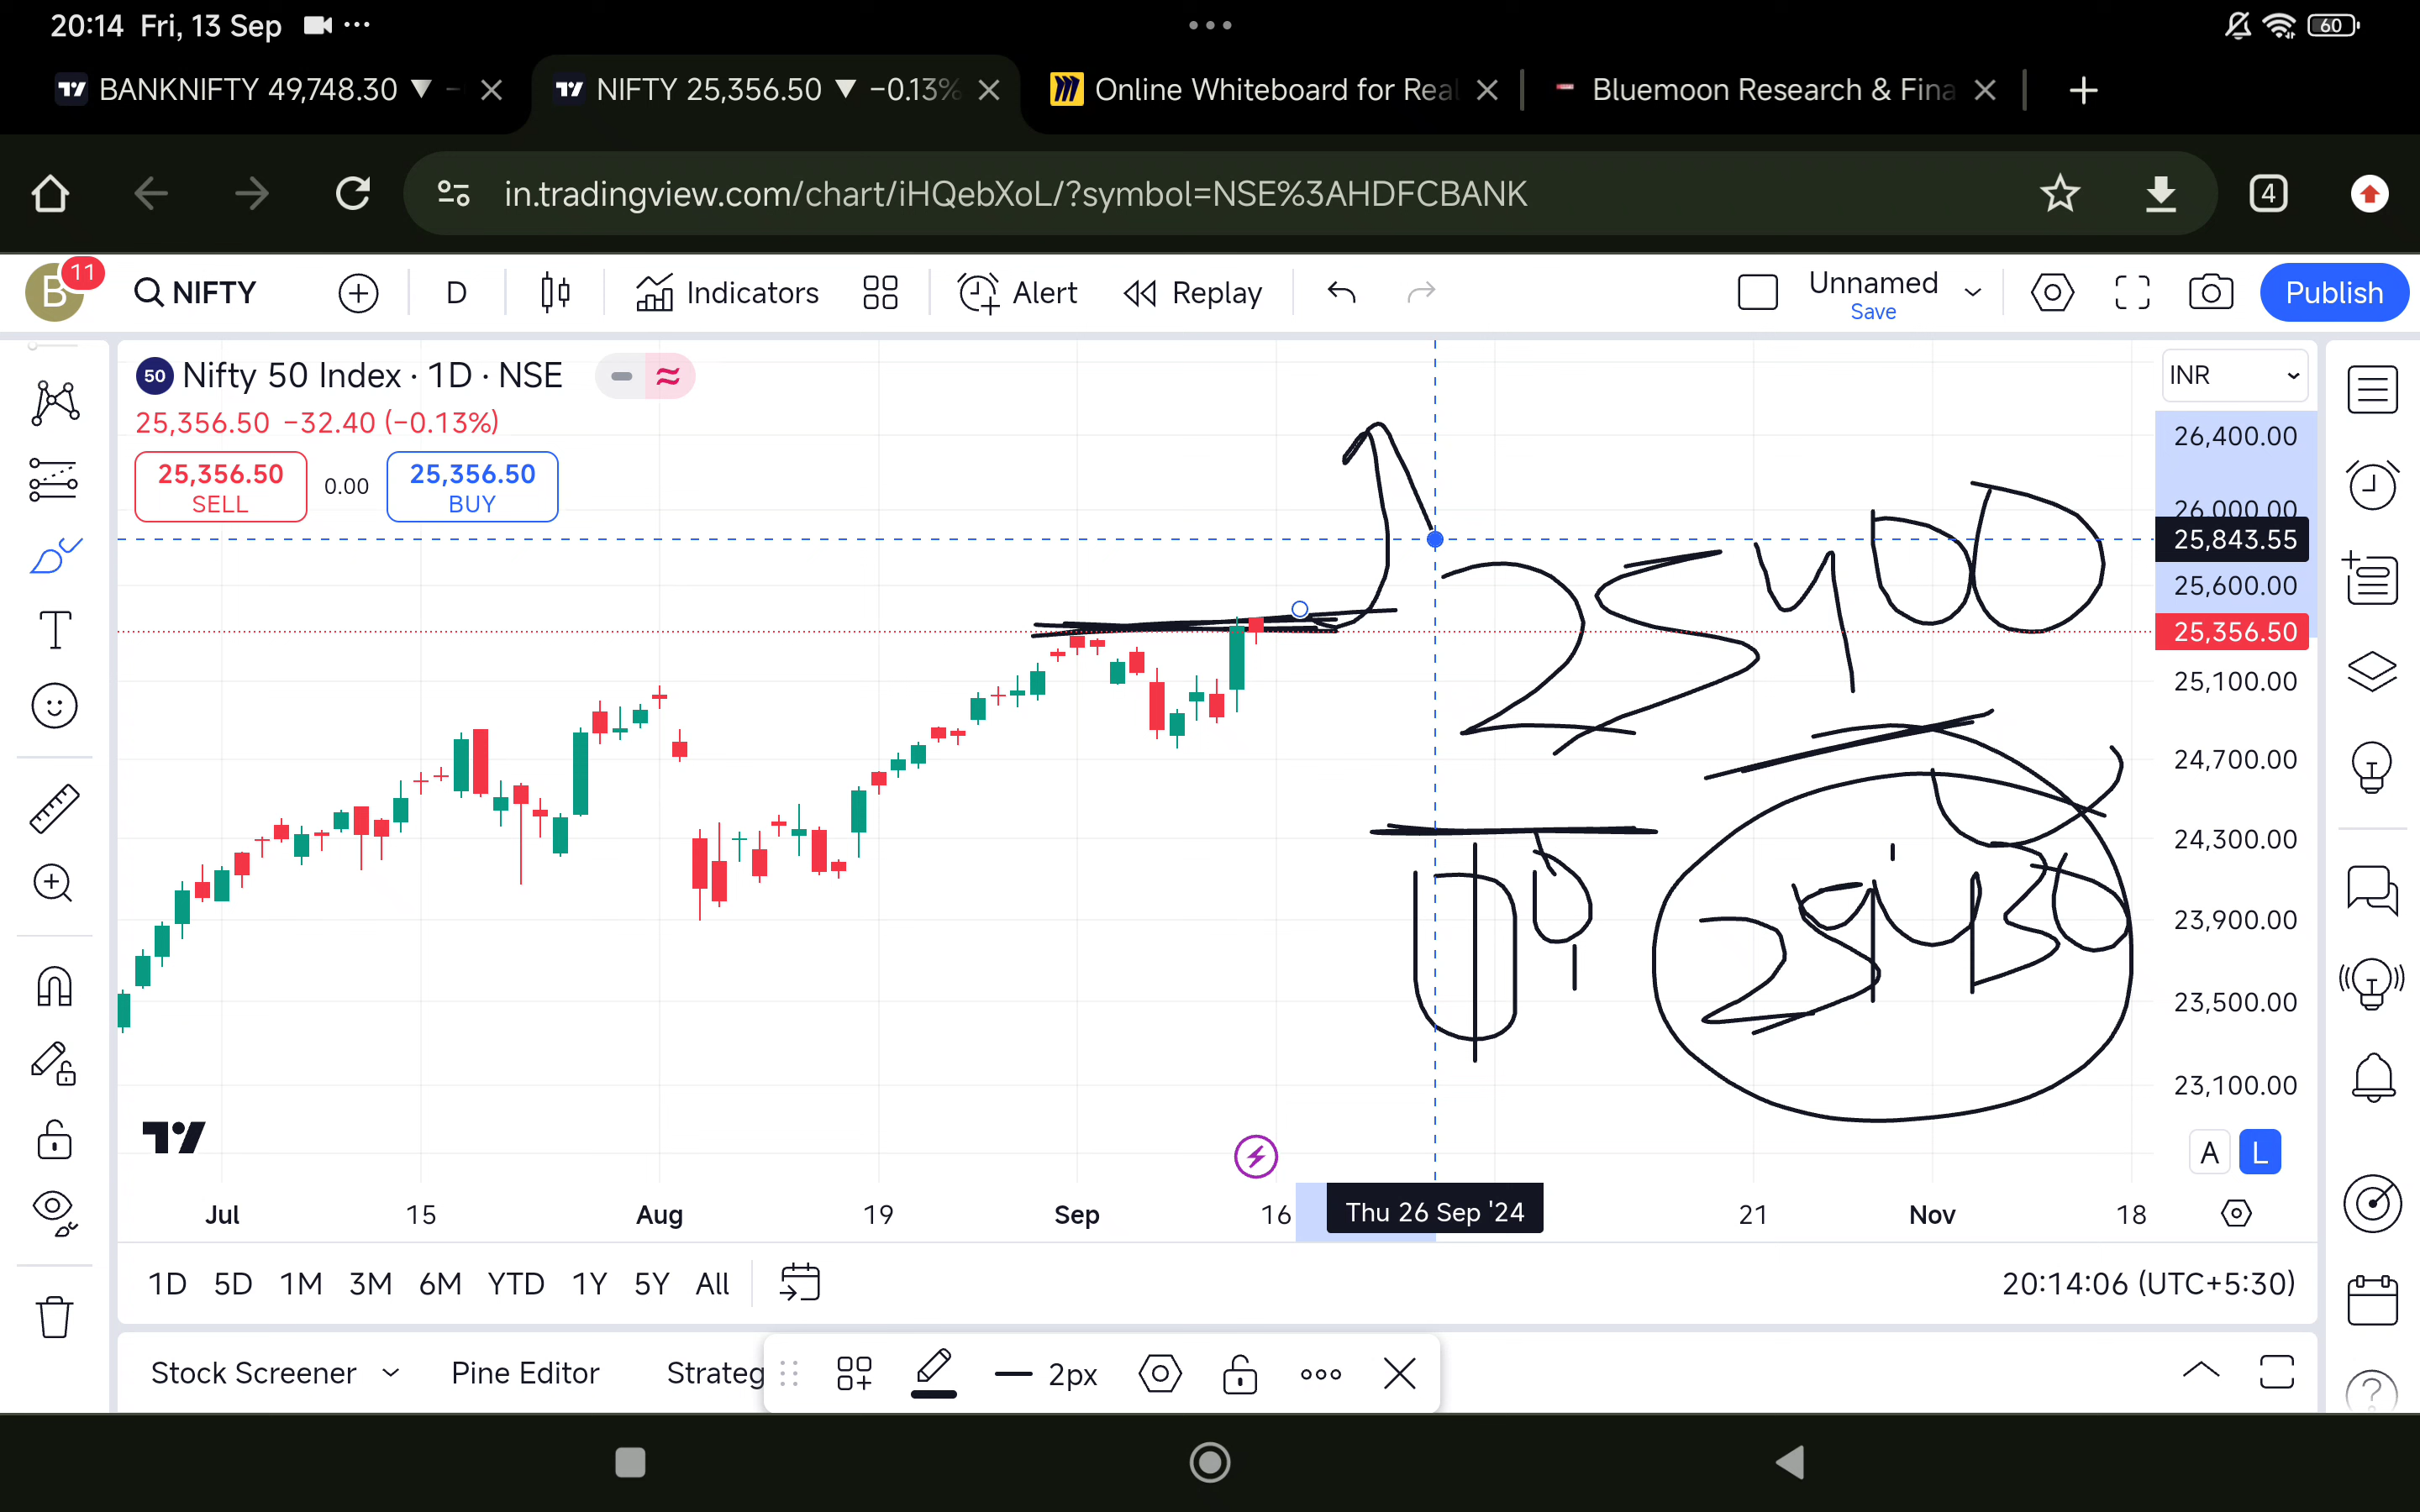 20:14 Fri, 13 Sep ··· 60
BANKNIFTY 49,748.30 ▼ −
NIFTY 25,356.50 ▼ −0.13%
Online Whiteboard for Real
Bluemoon Research & Fina
in.tradingview.com/chart/iHQebXoL/?symbol=NSE%3AHDFCBANK
4
B 11 NIFTY D Indicators Alert Replay Unnamed Publish
Save
50 Nifty 50 Index · 1D · NSE
INR
25,356.50 −32.40 (−0.13%)
25,356.50 0.00 25,356.50
SELL BUY
26,400.00
26,000.00
25,843.55
25,600.00
25,356.50
25,100.00
24,700.00
24,300.00
23,900.00
23,500.00
23,100.00
25400
A L
Jul 15 Aug 19 Sep 16 Thu 26 Sep '24 21 Nov 18
1D 5D 1M 3M 6M YTD 1Y 5Y All 20:14:06 (UTC+5:30)
Stock Screener Pine Editor Strateg 2px